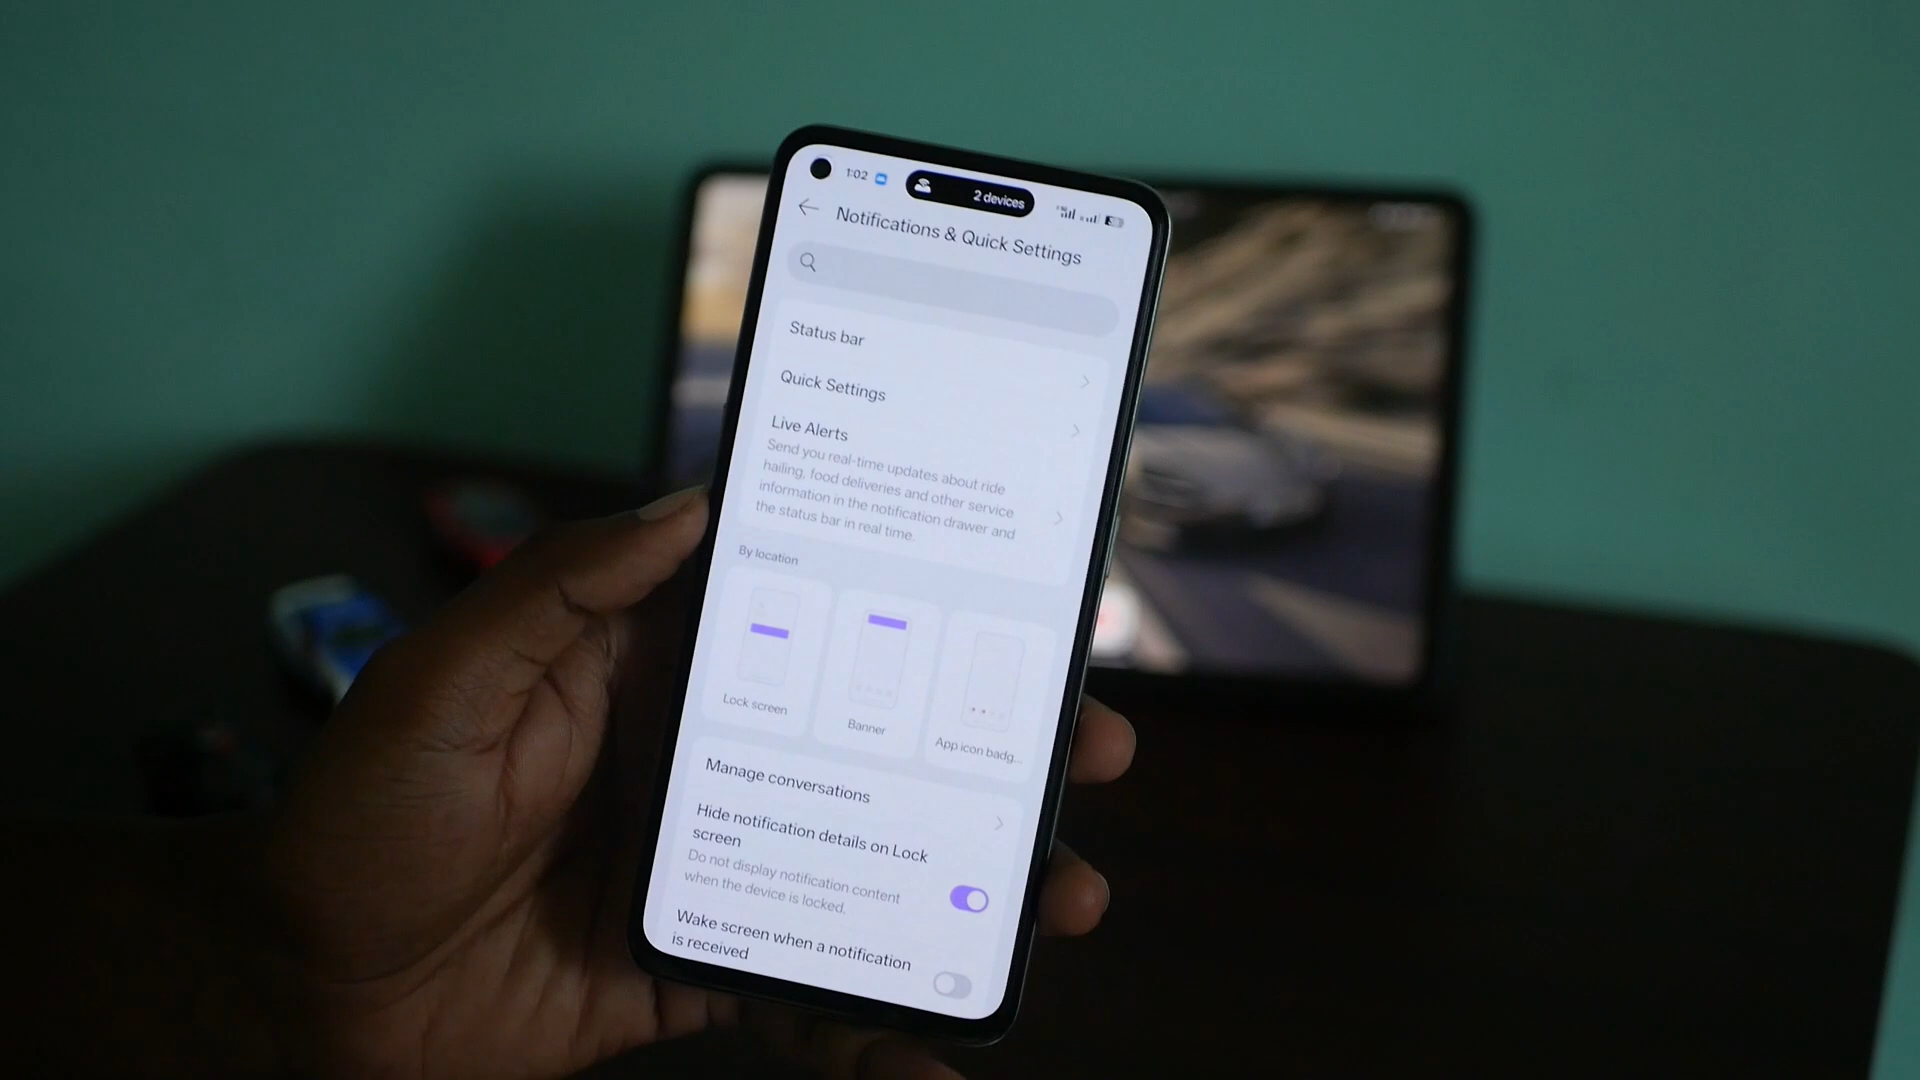 1:02
2 devices
Notifications & Quick Settings
Status bar
Quick Settings
Live Alerts
Send you real-time updates about ride
hailing, food deliveries and other service
information in the notification drawer and
the status bar in real time.
By location
Lock screen
Banner
App icon badg...
Manage conversations
Hide notification details on Lock
screen
Do not display notification content
when the device is locked.
Wake screen when a notification
is received